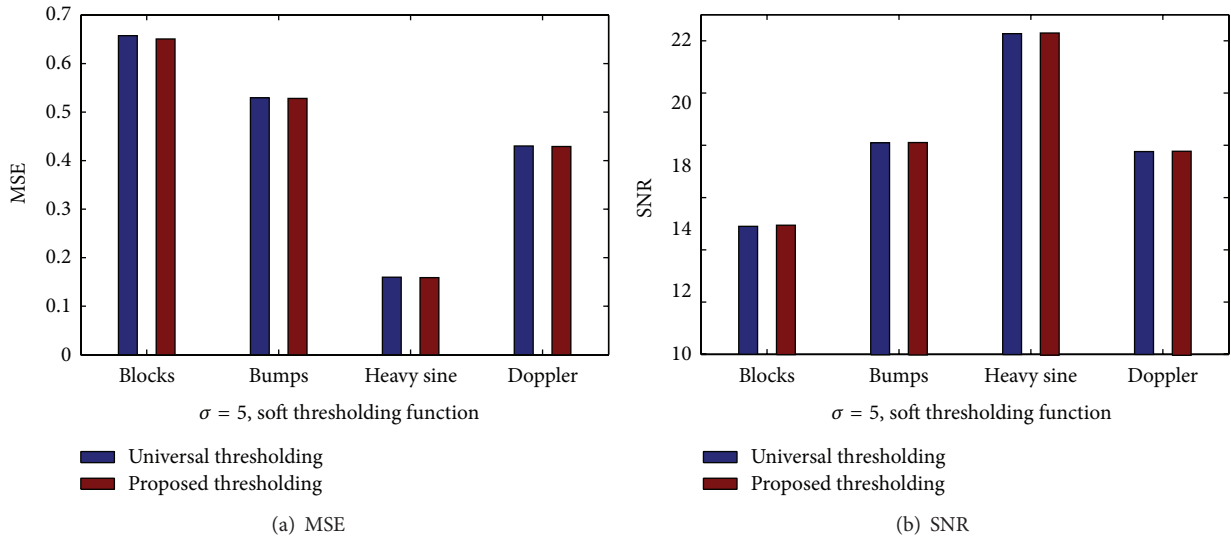 0.7
0.6
0.5
0.4
0.3
0.2
0.1
0
MSE
Blocks Bumps Heavy sine Doppler
σ = 5, soft thresholding function
Universal thresholding
Proposed thresholding
(a) MSE
22
20
18
14
12
10
SNR
Blocks Bumps Heavy sine Doppler
σ = 5, soft thresholding function
Universal thresholding
Proposed thresholding
(b) SNR